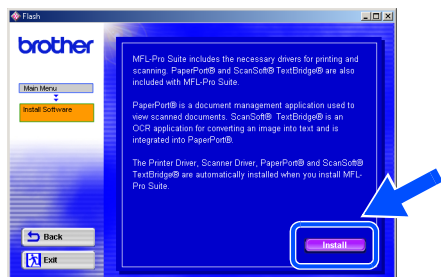 Flash
brother
Main Menu
Install Software
MFL-Pro Suite includes the necessary drivers for printing and
scanning. PaperPort® and ScanSoft® TextBridge® are also
included with MFL-Pro Suite.
PaperPort® is a document management application used to
view scanned documents. ScanSoft® TextBridge® is an
OCR application for converting an image into text and is
integrated into PaperPort®.
The Printer Driver, Scanner Driver, PaperPort® and ScanSoft®
TextBridge® are automatically installed when you install MFL-
Pro Suite.
Back
Exit
Install